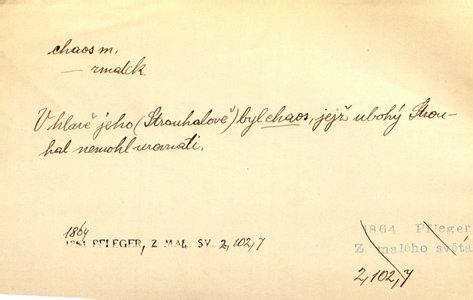 chaos m.
— zmatek
V hlavě jeho (Strouhalově) byl chaos, jejž ubohý Strou-
hal nemohl urovnati.
1864
1864 PFLEGER, Z MAL. SV. 2,102,7
1864 Pfleger
Z malého světa
2,102,7